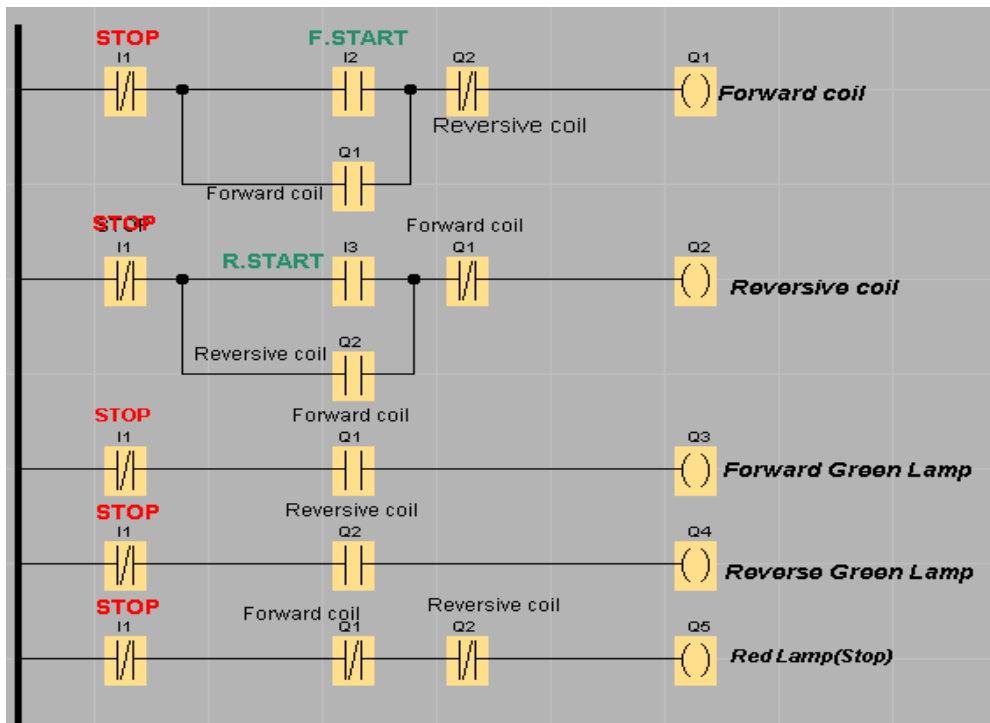 STOP F.START
I1 I2 Q2 Q1
Forward coil
Reversive coil
Q1
Forward coil
STOP Forward coil
I1 I3 Q1 Q2
R.START
Reversive coil
Q2
Reversive coil
STOP Forward coil
I1 Q1 Q3
Forward Green Lamp
STOP Reversive coil
I1 Q2 Q4
Reverse Green Lamp
STOP Forward coil Reversive coil
I1 Q1 Q2 Q5
Red Lamp(Stop)